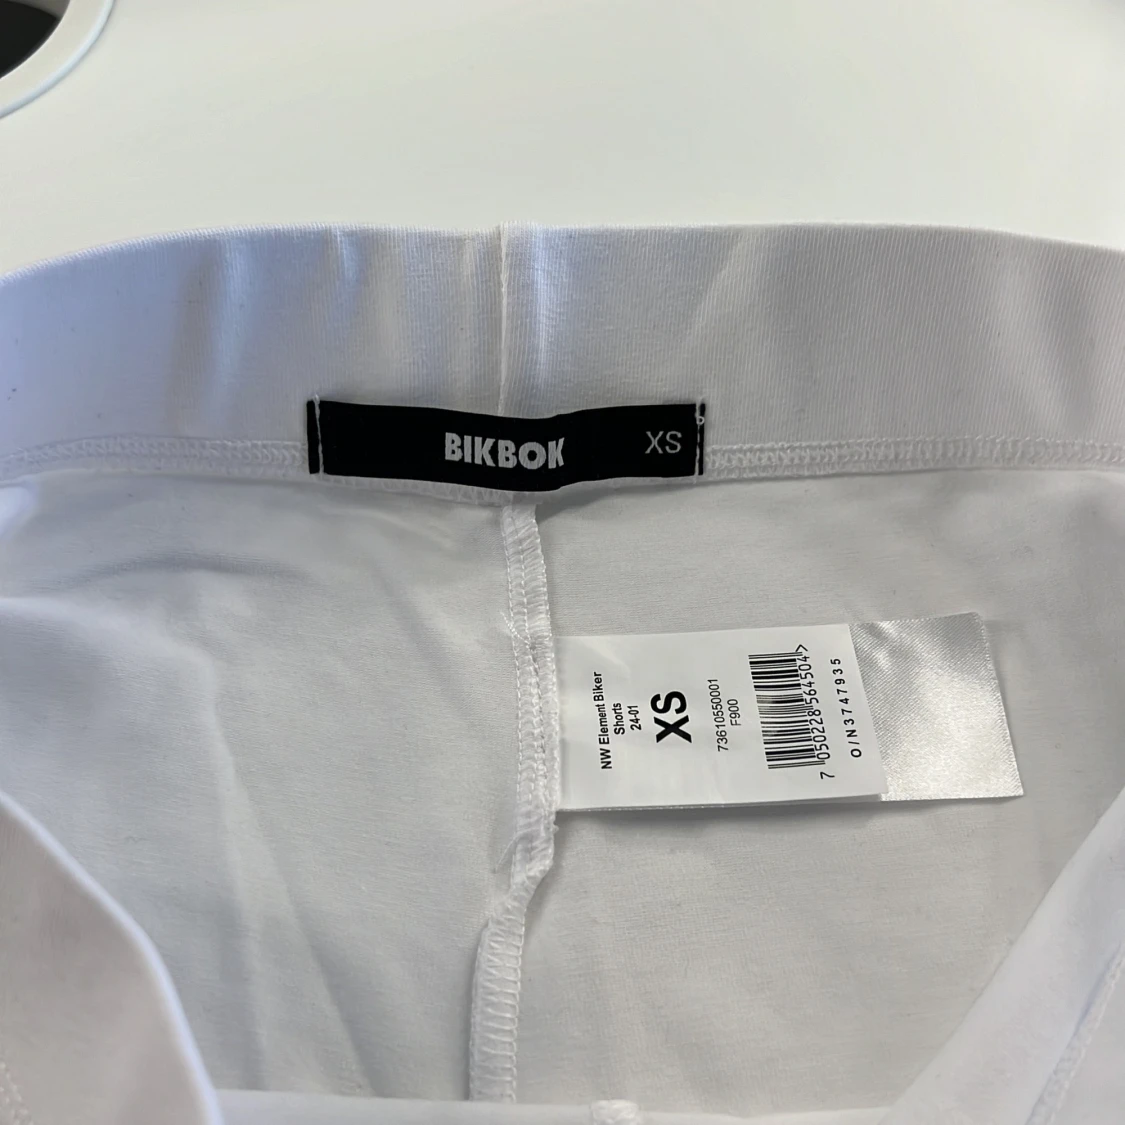 BIKBOK XS
NW Element Biker
Shorts
24-01
XS
73610550001
F900
7 050228 564504 >
O/N3747935